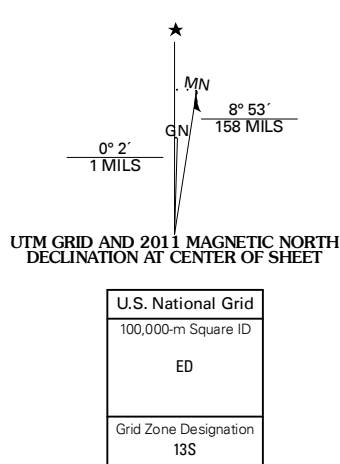 ★
MN
8° 53´
158 MILS
GN
0° 2´
1 MILS
UTM GRID AND 2011 MAGNETIC NORTH
DECLINATION AT CENTER OF SHEET
U.S. National Grid
100,000-m Square ID
ED
Grid Zone Designation
13S